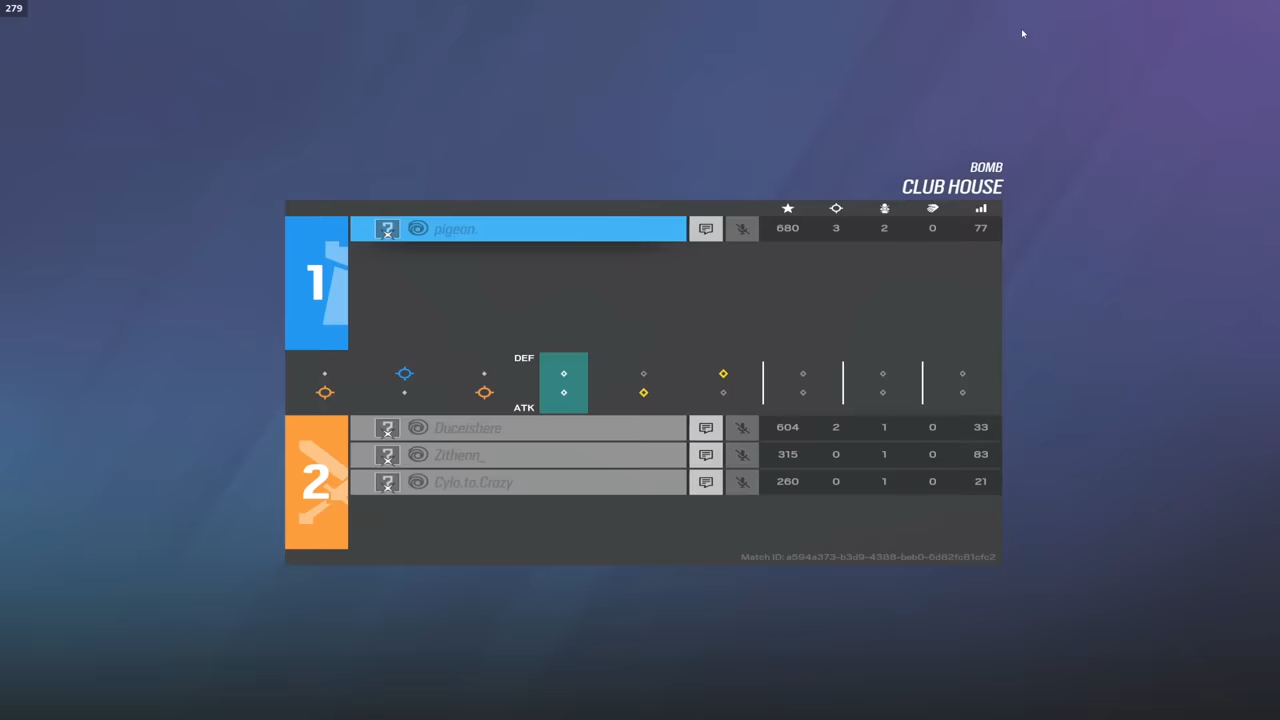 279
BOMB
CLUB HOUSE
1
pigeon. 680 3 2 0 77
DEF
ATK
2
Duceishere 604 2 1 0 33
Zithenn_ 315 0 1 0 83
Cylo.to.Crazy 260 0 1 0 21
Match ID: a594a373-b3d9-4388-beb0-6d82fc81cfc2